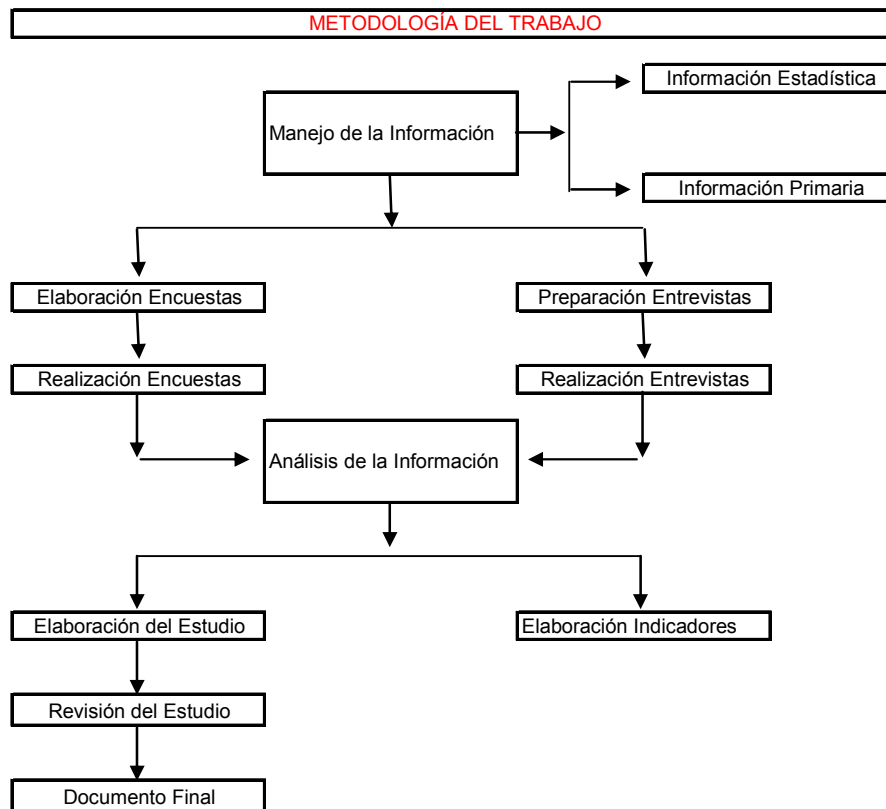 METODOLOGÍA DEL TRABAJO
Información Estadística
Manejo de la Información
Información Primaria
Elaboración Encuestas
Preparación Entrevistas
Realización Encuestas
Realización Entrevistas
Análisis de la Información
Elaboración del Estudio
Elaboración Indicadores
Revisión del Estudio
Documento Final